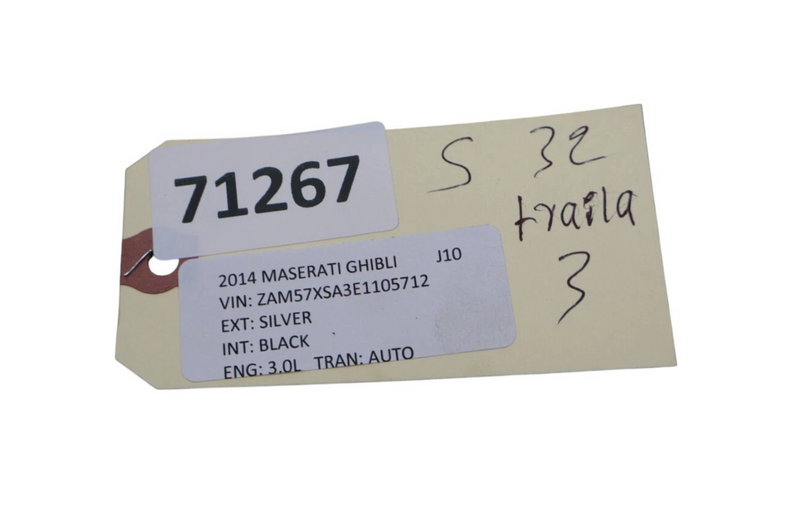 71267
S 32
traila
3
2014 MASERATI GHIBLI J10
VIN: ZAM57XSA3E1105712
EXT: SILVER
INT: BLACK
ENG: 3.0L TRAN: AUTO